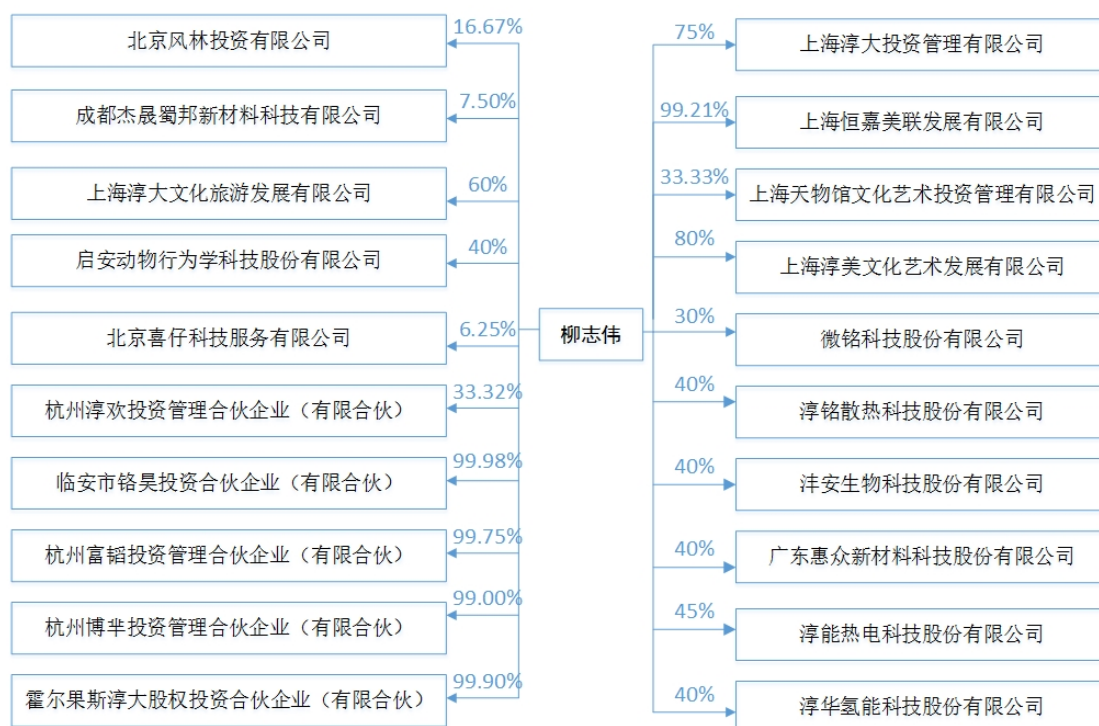 北京风林投资有限公司
16.67%
成都杰晟蜀邦新材料科技有限公司
7.50%
上海淳大文化旅游发展有限公司
60%
启安动物行为学科技股份有限公司
40%
北京喜仔科技服务有限公司
6.25%
杭州淳欢投资管理合伙企业（有限合伙）
33.32%
临安市铬昊投资合伙企业（有限合伙）
99.98%
杭州富韬投资管理合伙企业（有限合伙）
99.75%
杭州博芈投资管理合伙企业（有限合伙）
99.00%
霍尔果斯淳大股权投资合伙企业（有限合伙）
99.90%
柳志伟
75%
上海淳大投资管理有限公司
99.21%
上海恒嘉美联发展有限公司
33.33%
上海天物馆文化艺术投资管理有限公司
80%
上海淳美文化艺术发展有限公司
30%
微铭科技股份有限公司
40%
淳铭散热科技股份有限公司
40%
沣安生物科技股份有限公司
40%
广东惠众新材料科技股份有限公司
45%
淳能热电科技股份有限公司
40%
淳华氢能科技股份有限公司